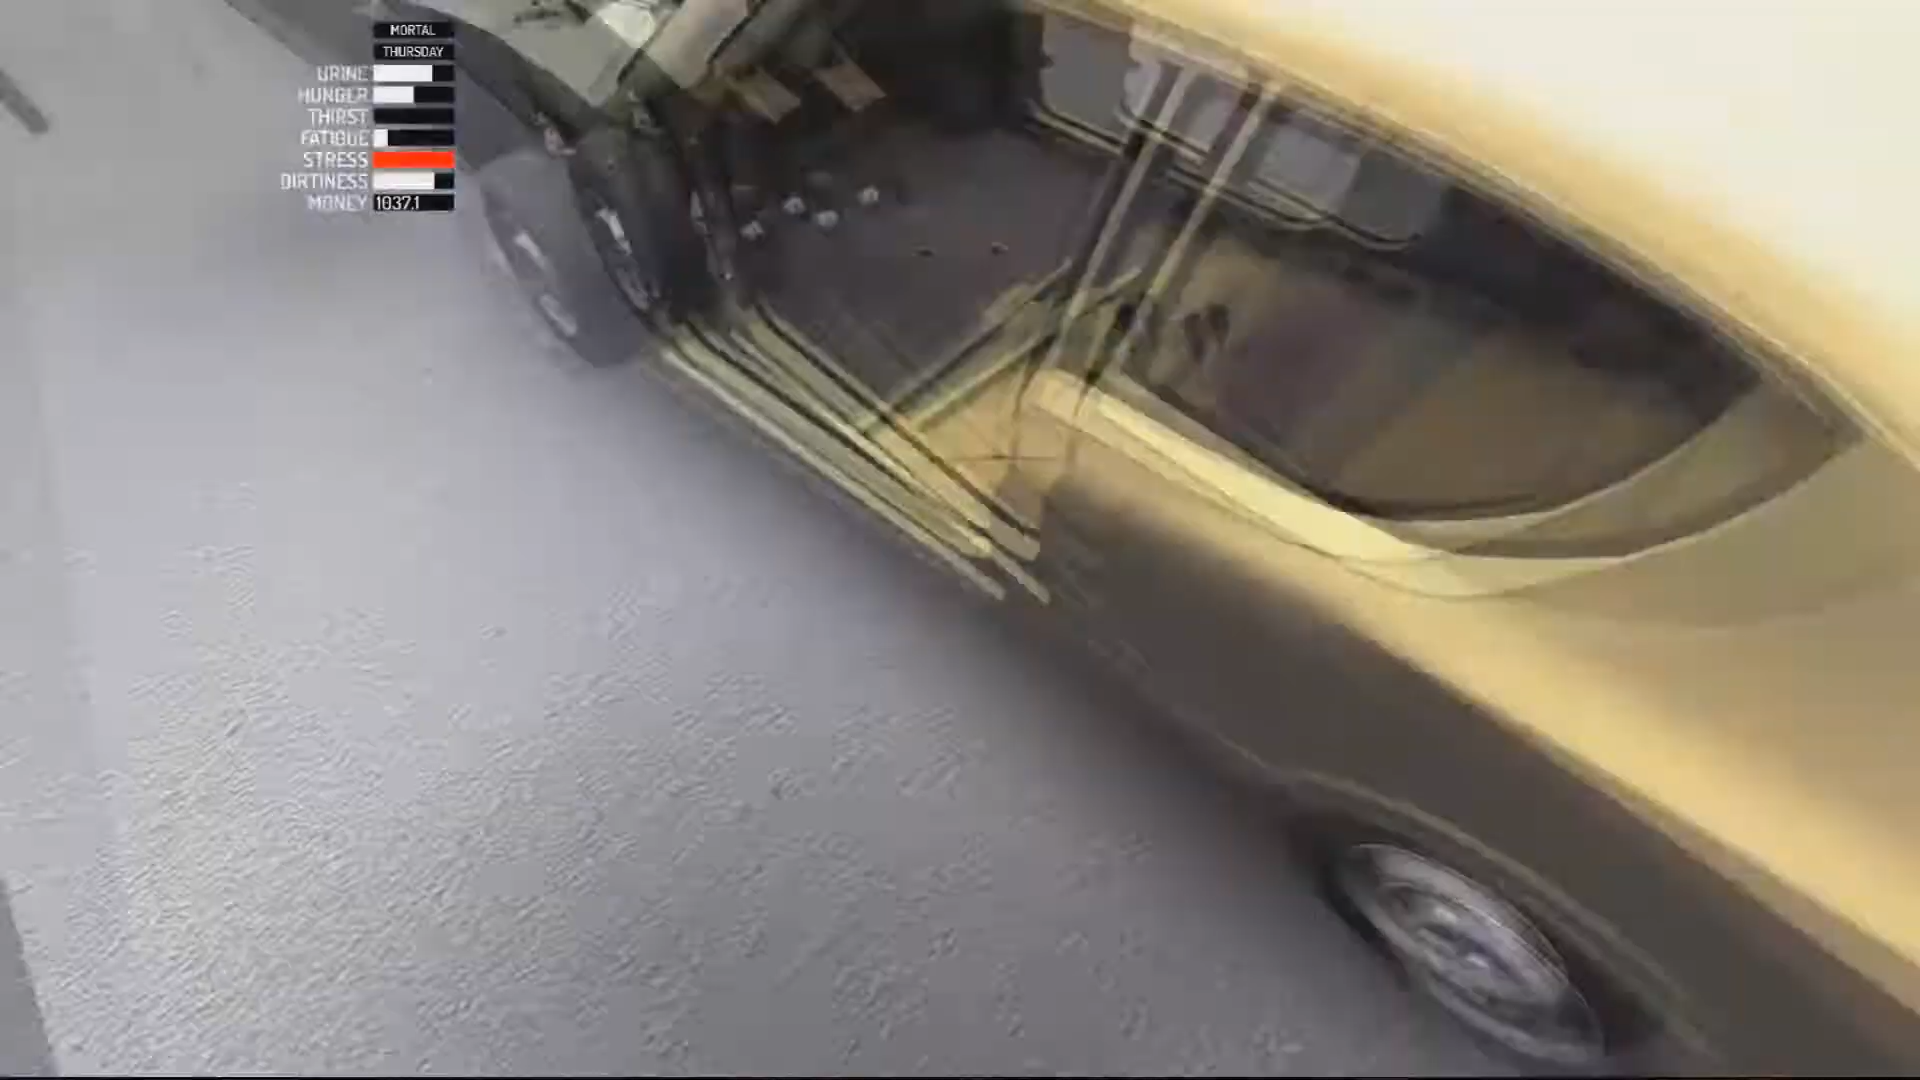 MORTAL
THURSDAY
URINE
HUNGER
THIRST
FATIGUE
STRESS
DIRTINESS
MONEY 1037.1